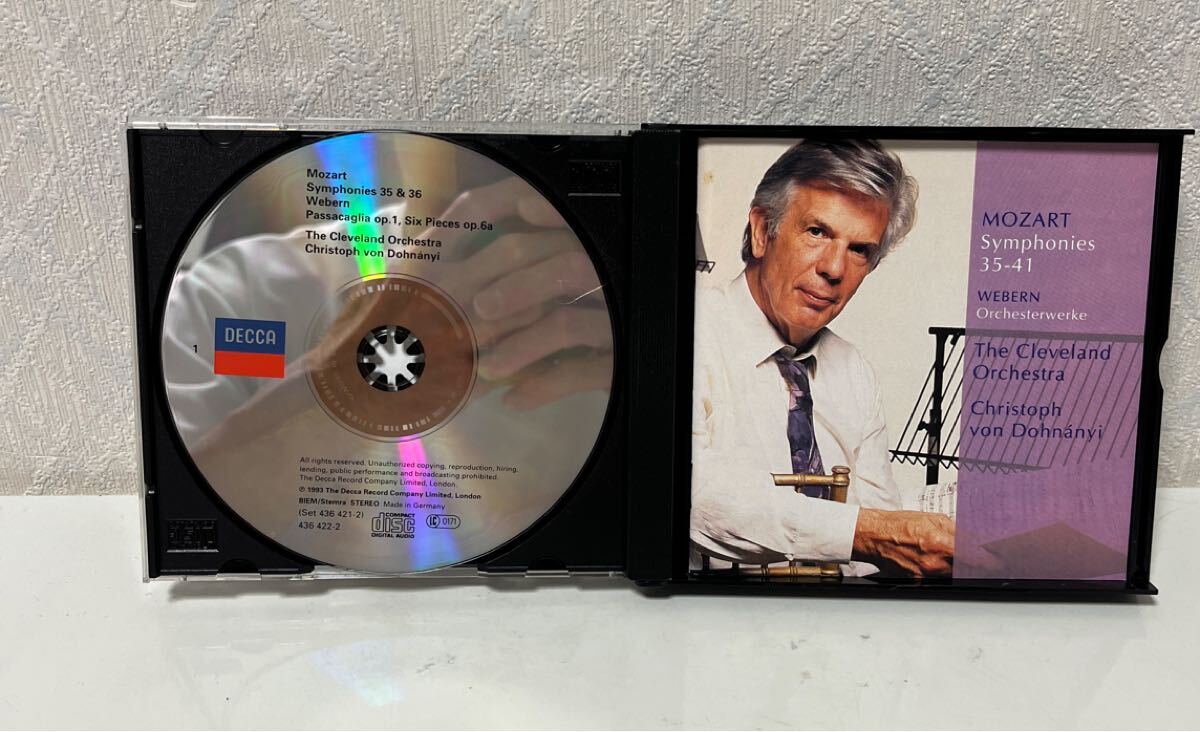 Mozart
Symphonies 35 & 36
Webern
Passacaglia op.1, Six Pieces op.6a
The Cleveland Orchestra
Christoph von Dohnányi
1
DECCA
All rights reserved. Unauthorized copying, reproduction, hiring,
lending, public performance and broadcasting prohibited.
The Decca Record Company Limited, London.
℗ 1993 The Decca Record Company Limited, London
BIEM/Stemra STEREO Made in Germany
(Set 436 421-2)
436 422-2
COMPACT
disc
DIGITAL AUDIO
LC 0171
MOZART
Symphonies
35-41
WEBERN
Orchesterwerke
The Cleveland
Orchestra
Christoph
von Dohnányi